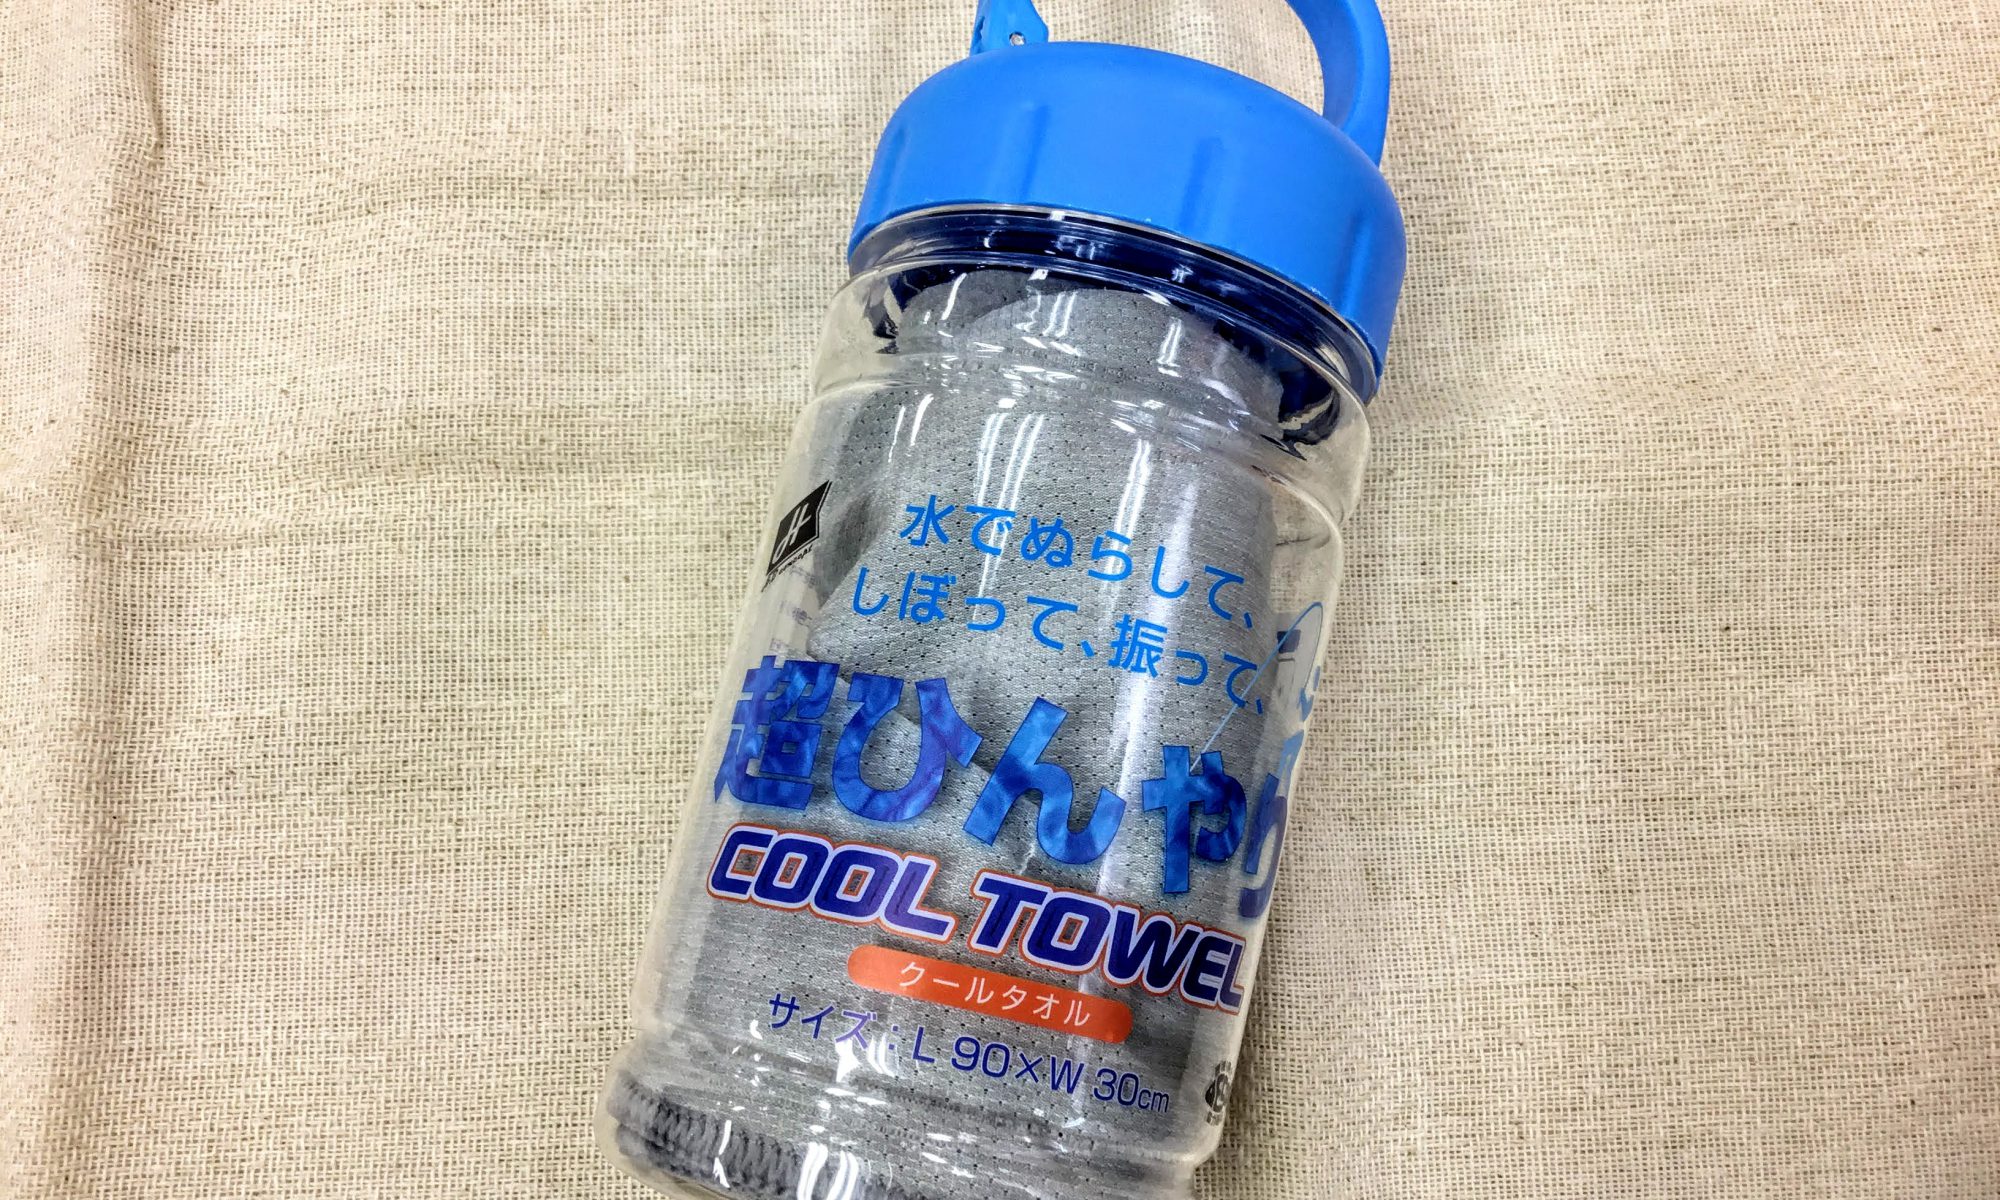 水でぬらして、
しぼって、振って、
超ひんやり
COOL TOWEL
クールタオル
サイズ：L 90×W 30cm